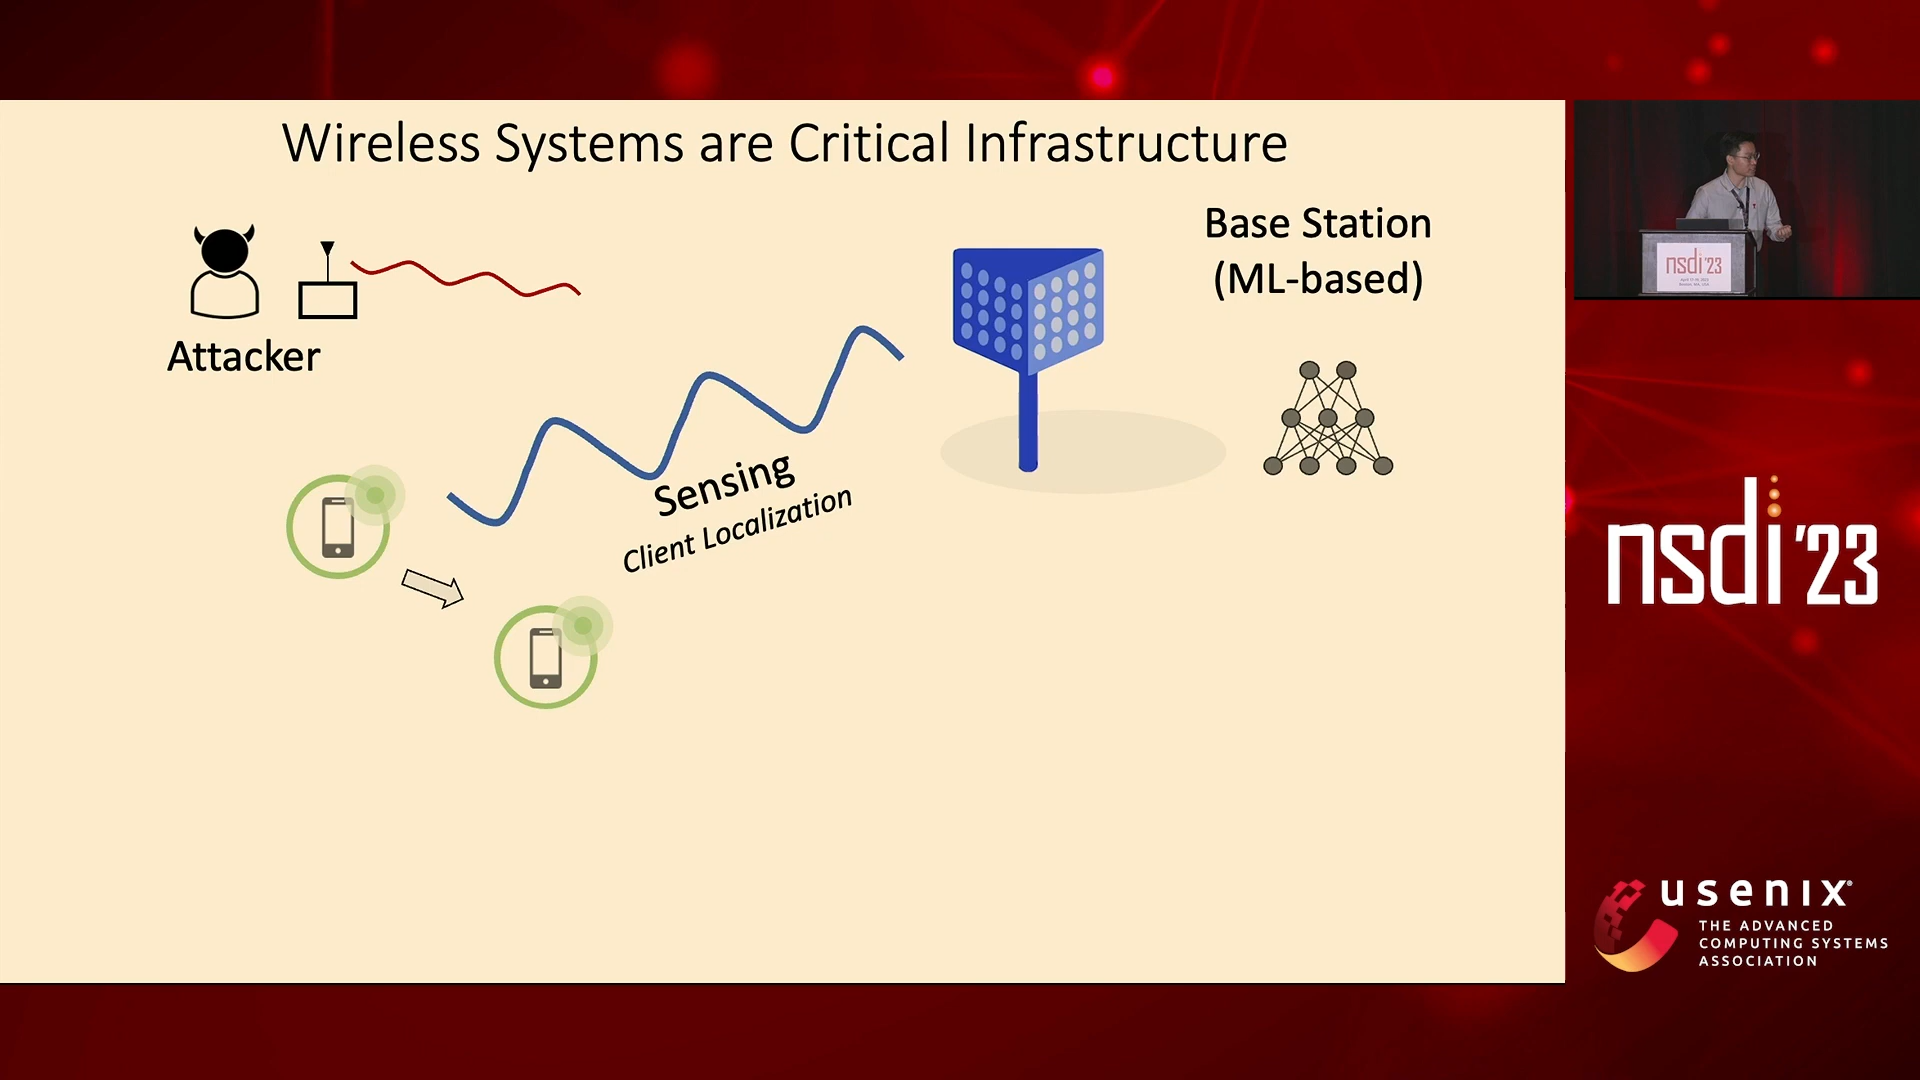 Wireless Systems are Critical Infrastructure
Base Station
(ML-based)
Attacker
Sensing
Client Localization
nsdi '23
nsdi '23
usenix®
THE ADVANCED
COMPUTING SYSTEMS
ASSOCIATION